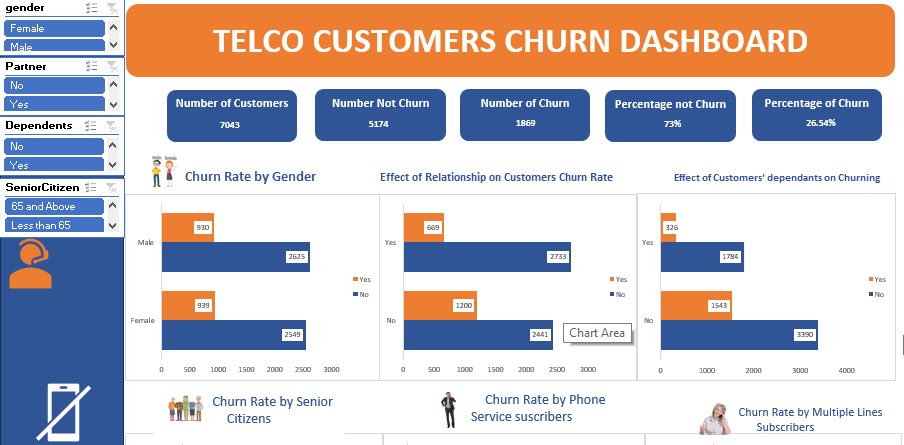 gender
Female
Male
Partner
No
Yes
Dependents
No
Yes
SeniorCitizen
65 and Above
Less than 65
TELCO CUSTOMERS CHURN DASHBOARD
Number of Customers
7043
Number Not Churn
5174
Number of Churn
1869
Percentage not Churn
73%
Percentage of Churn
26.54%
male female
Churn Rate by Gender
Male
930
2625
Female
939
2549
Yes
No
0 500 1000 1500 2000 2500 3000
Effect of Relationship on Customers Churn Rate
Yes
669
2733
No
1200
2441
Yes
No
Chart Area
0 500 1000 1500 2000 2500 3000
Effect of Customers' dependants on Churning
Yes
326
1784
No
1543
3390
Yes
No
0 1000 2000 3000 4000
Churn Rate by Senior
Citizens
Churn Rate by Phone
Service suscribers
Churn Rate by Multiple Lines
Subscribers